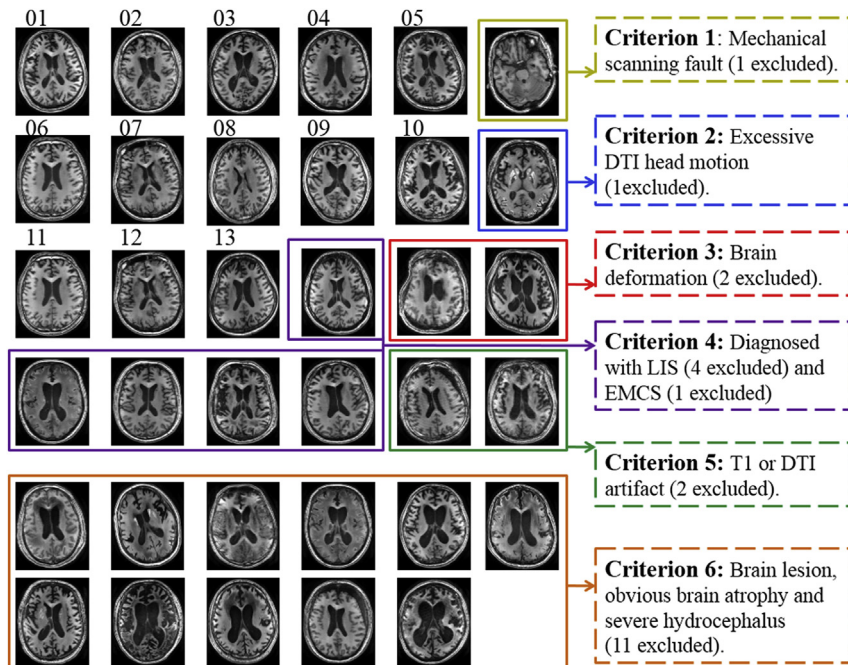 01 02 03 04 05
Criterion 1: Mechanical
scanning fault (1 excluded).
06 07 08 09 10
Criterion 2: Excessive
DTI head motion
(1excluded).
11 12 13
Criterion 3: Brain
deformation (2 excluded).
Criterion 4: Diagnosed
with LIS (4 excluded) and
EMCS (1 excluded)
Criterion 5: T1 or DTI
artifact (2 excluded).
Criterion 6: Brain lesion,
obvious brain atrophy and
severe hydrocephalus
(11 excluded).